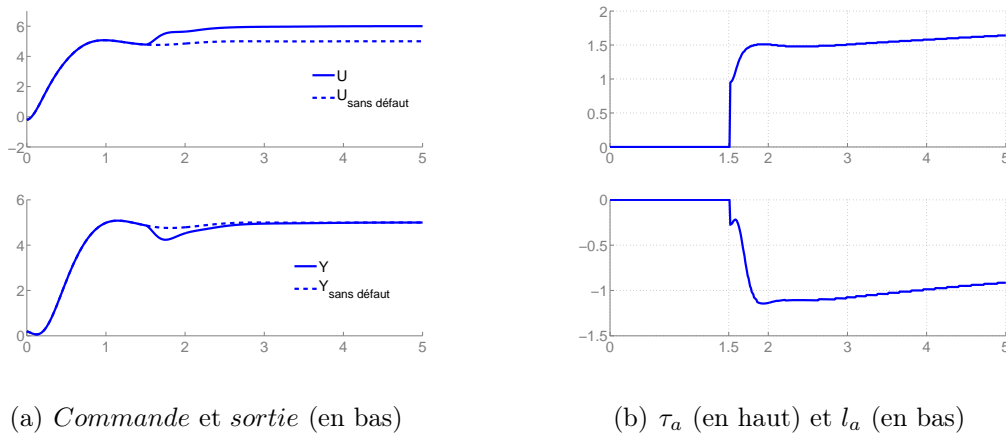 6
4
2
0
−2
0 1 2 3 4 5
U
U sans défaut
6
4
2
0
0 1 2 3 4 5
Y
Y sans défaut
(a) Commande et sortie (en bas)
2
1.5
1
0.5
0
0 1.5 2 3 4 5
0
−0.5
−1
−1.5
0 1.5 2 3 4 5
(b) τa (en haut) et la (en bas)